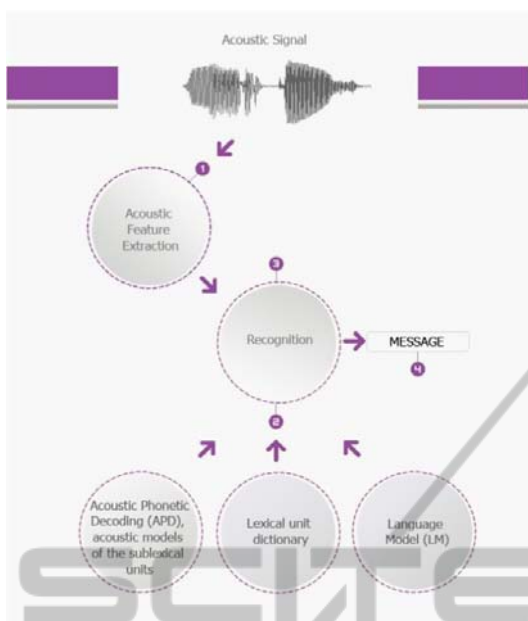 Acoustic Signal
1
Acoustic
Feature
Extraction
3
Recognition
MESSAGE
4
2
Acoustic Phonetic
Decoding (APD),
acoustic models
of the sublexical
units
Lexical unit
dictionary
Language
Model (LM)
SCITE